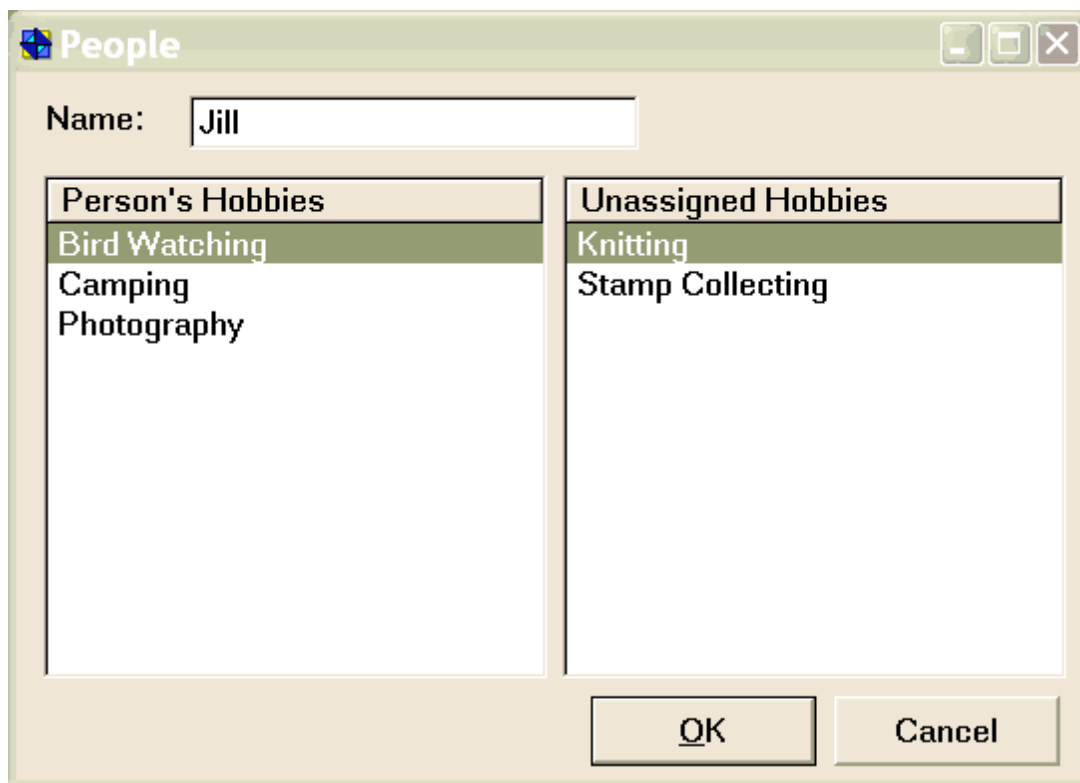 People
Name: Jill
Person's Hobbies
Bird Watching
Camping
Photography
Unassigned Hobbies
Knitting
Stamp Collecting
OK Cancel